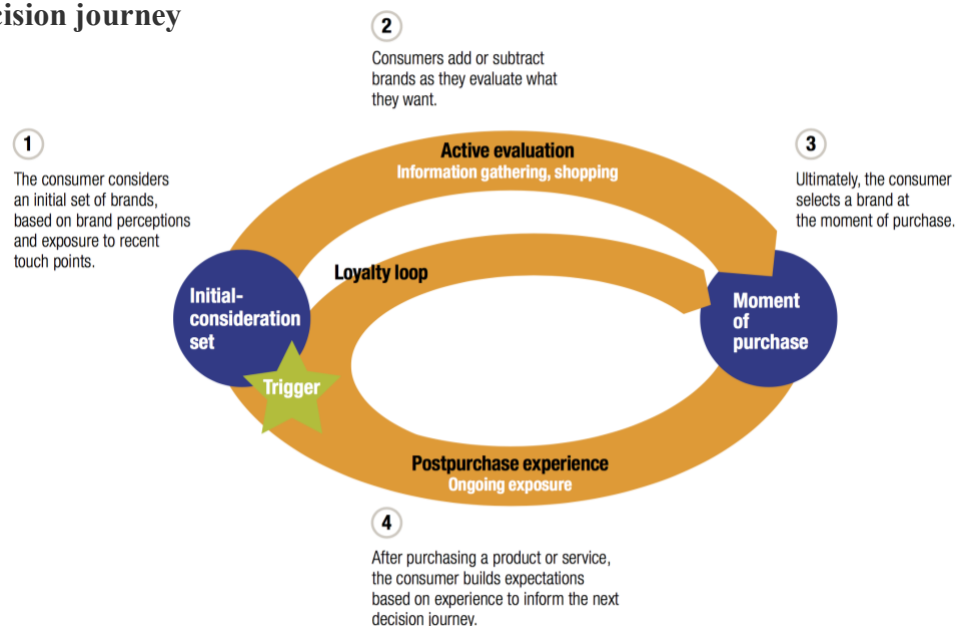 cision journey
2
Consumers add or subtract
brands as they evaluate what
they want.
1
The consumer considers
an initial set of brands,
based on brand perceptions
and exposure to recent
touch points.
3
Ultimately, the consumer
selects a brand at
the moment of purchase.
Active evaluation
Information gathering, shopping
Loyalty loop
Initial-
consideration
set
Trigger
Moment
of
purchase
Postpurchase experience
Ongoing exposure
4
After purchasing a product or service,
the consumer builds expectations
based on experience to inform the next
decision journey.